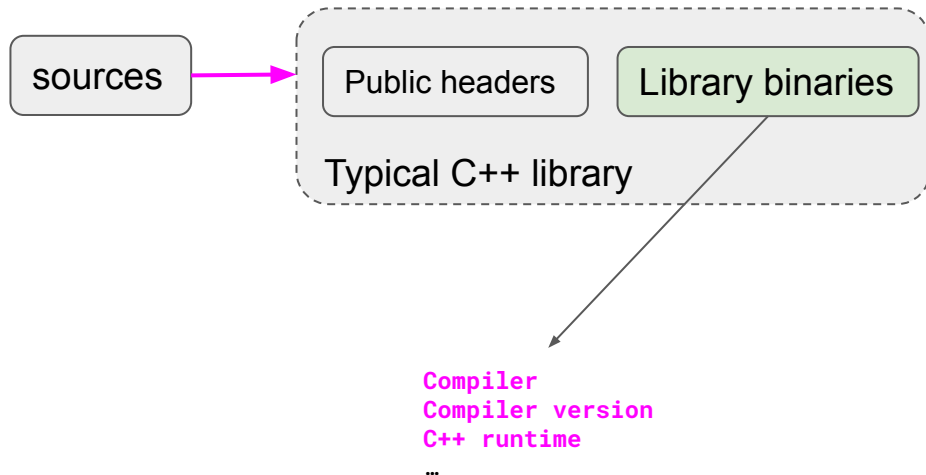 sources
Public headers
Library binaries
Typical C++ library
Compiler
Compiler version
C++ runtime
…